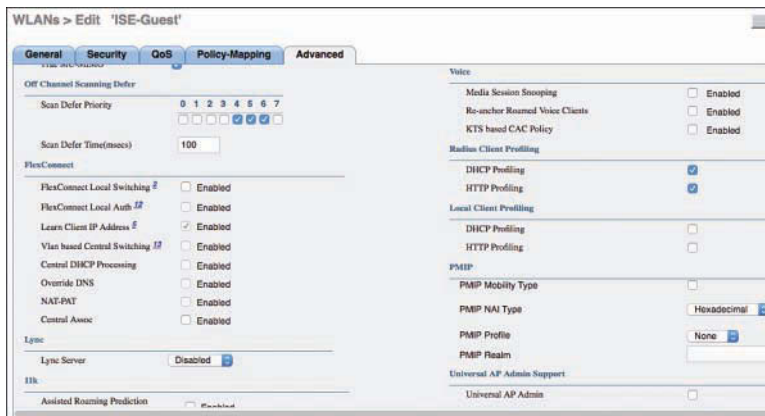 WLANs > Edit 'ISE-Guest'
General Security QoS Policy-Mapping Advanced
Off Channel Scanning Defer
Scan Defer Priority 0 1 2 3 4 5 6 7
Scan Defer Time(msecs) 100
FlexConnect
FlexConnect Local Switching 2 Enabled
FlexConnect Local Auth 12 Enabled
Learn Client IP Address 5 Enabled
Vlan based Central Switching 13 Enabled
Central DHCP Processing Enabled
Override DNS Enabled
NAT-PAT Enabled
Central Assoc Enabled
Lync
Lync Server Disabled
11k
Assisted Roaming Prediction Enabled
Voice
Media Session Snooping Enabled
Re-anchor Roamed Voice Clients Enabled
KTS based CAC Policy Enabled
Radius Client Profiling
DHCP Profiling
HTTP Profiling
Local Client Profiling
DHCP Profiling
HTTP Profiling
PMIP
PMIP Mobility Type
PMIP NAI Type Hexadecimal
PMIP Profile None
PMIP Realm
Universal AP Admin Support
Universal AP Admin